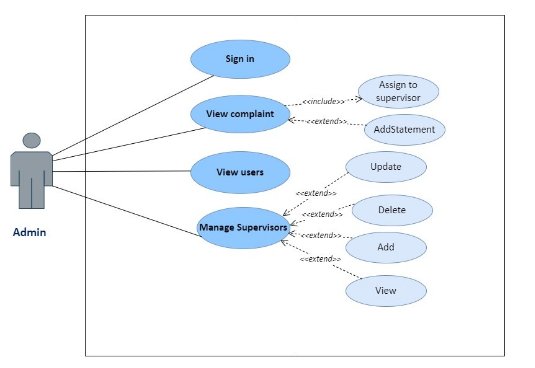 Sign in
View complaint
<<include>>
Assign to
supervisor
<<extend>>
AddStatement
View users
Update
<<extend>>
Delete
<<extend>>
Manage Supervisors
<<extend>>
Add
<<extend>>
View
Admin